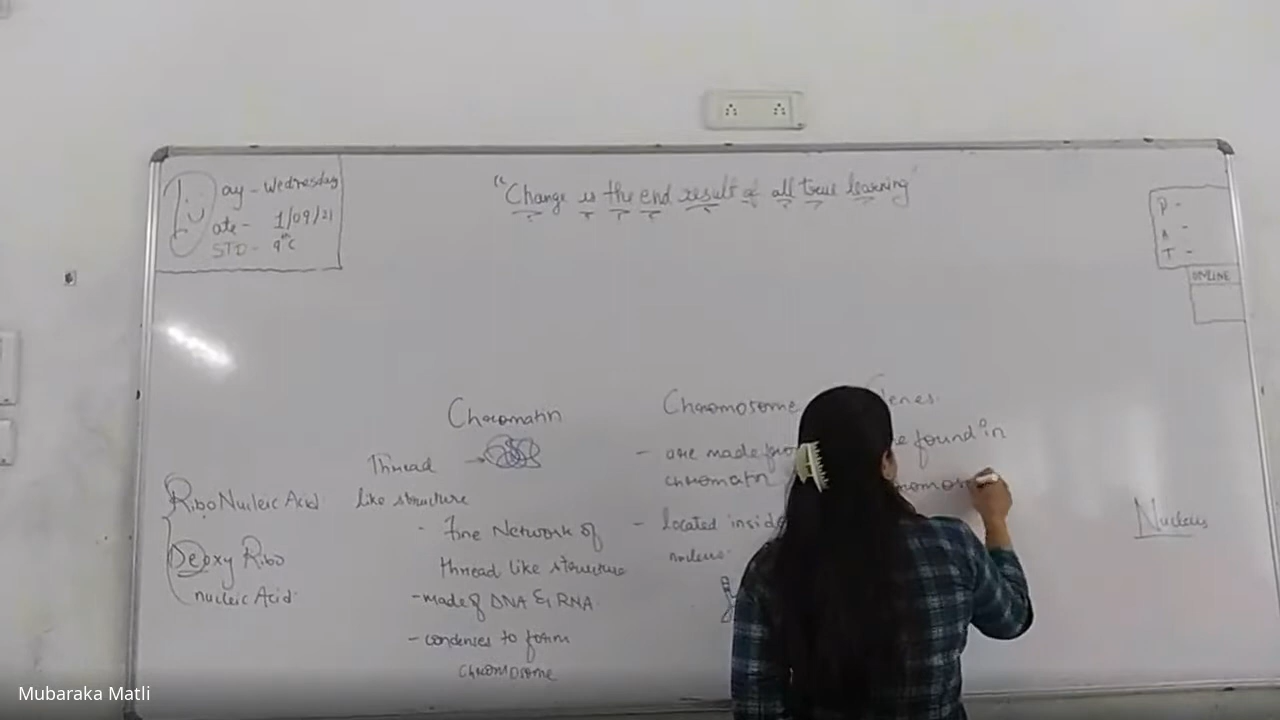 "Change is the end result of all true learning"
Day - Wednesday
Date - 1/09/21
STD - 9th C
P -
A -
T -
ONLINE
Chromatin
Thread
like structure
- Fine Network of
thread like structure
- made of DNA & RNA
- condenses to form
chromosome
RiboNucleic Acid
Deoxy Ribo
nucleic Acid
Chromosome
- are made from
chromatin
- located inside
nucleus.
Genes.
found in
Nucleus
Mubaraka Matli